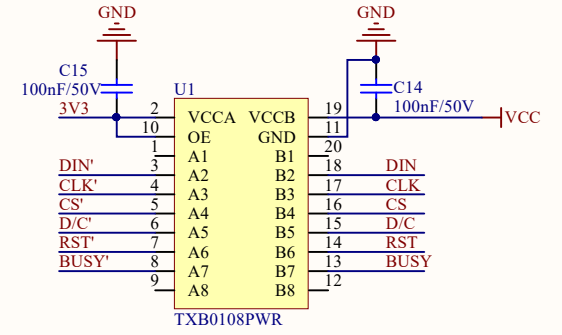 GND GND
C15
100nF/50V
C14
100nF/50V
U1
3V3 2 VCCA VCCB 19 VCC
10 OE GND 11
1 A1 B1 20
DIN' 3 A2 B2 18 DIN
CLK' 4 A3 B3 17 CLK
CS' 5 A4 B4 16 CS
D/C' 6 A5 B5 15 D/C
RST' 7 A6 B6 14 RST
BUSY' 8 A7 B7 13 BUSY
9 A8 B8 12
TXB0108PWR